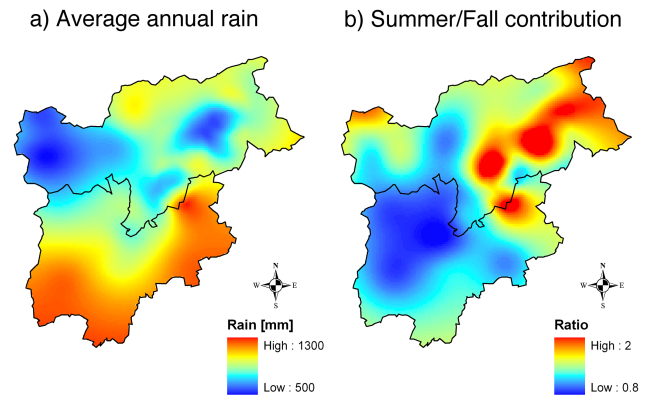 a) Average annual rain
b) Summer/Fall contribution
N
W E
S
Rain [mm]
High : 1300
Low : 500
N
W E
S
Ratio
High : 2
Low : 0.8